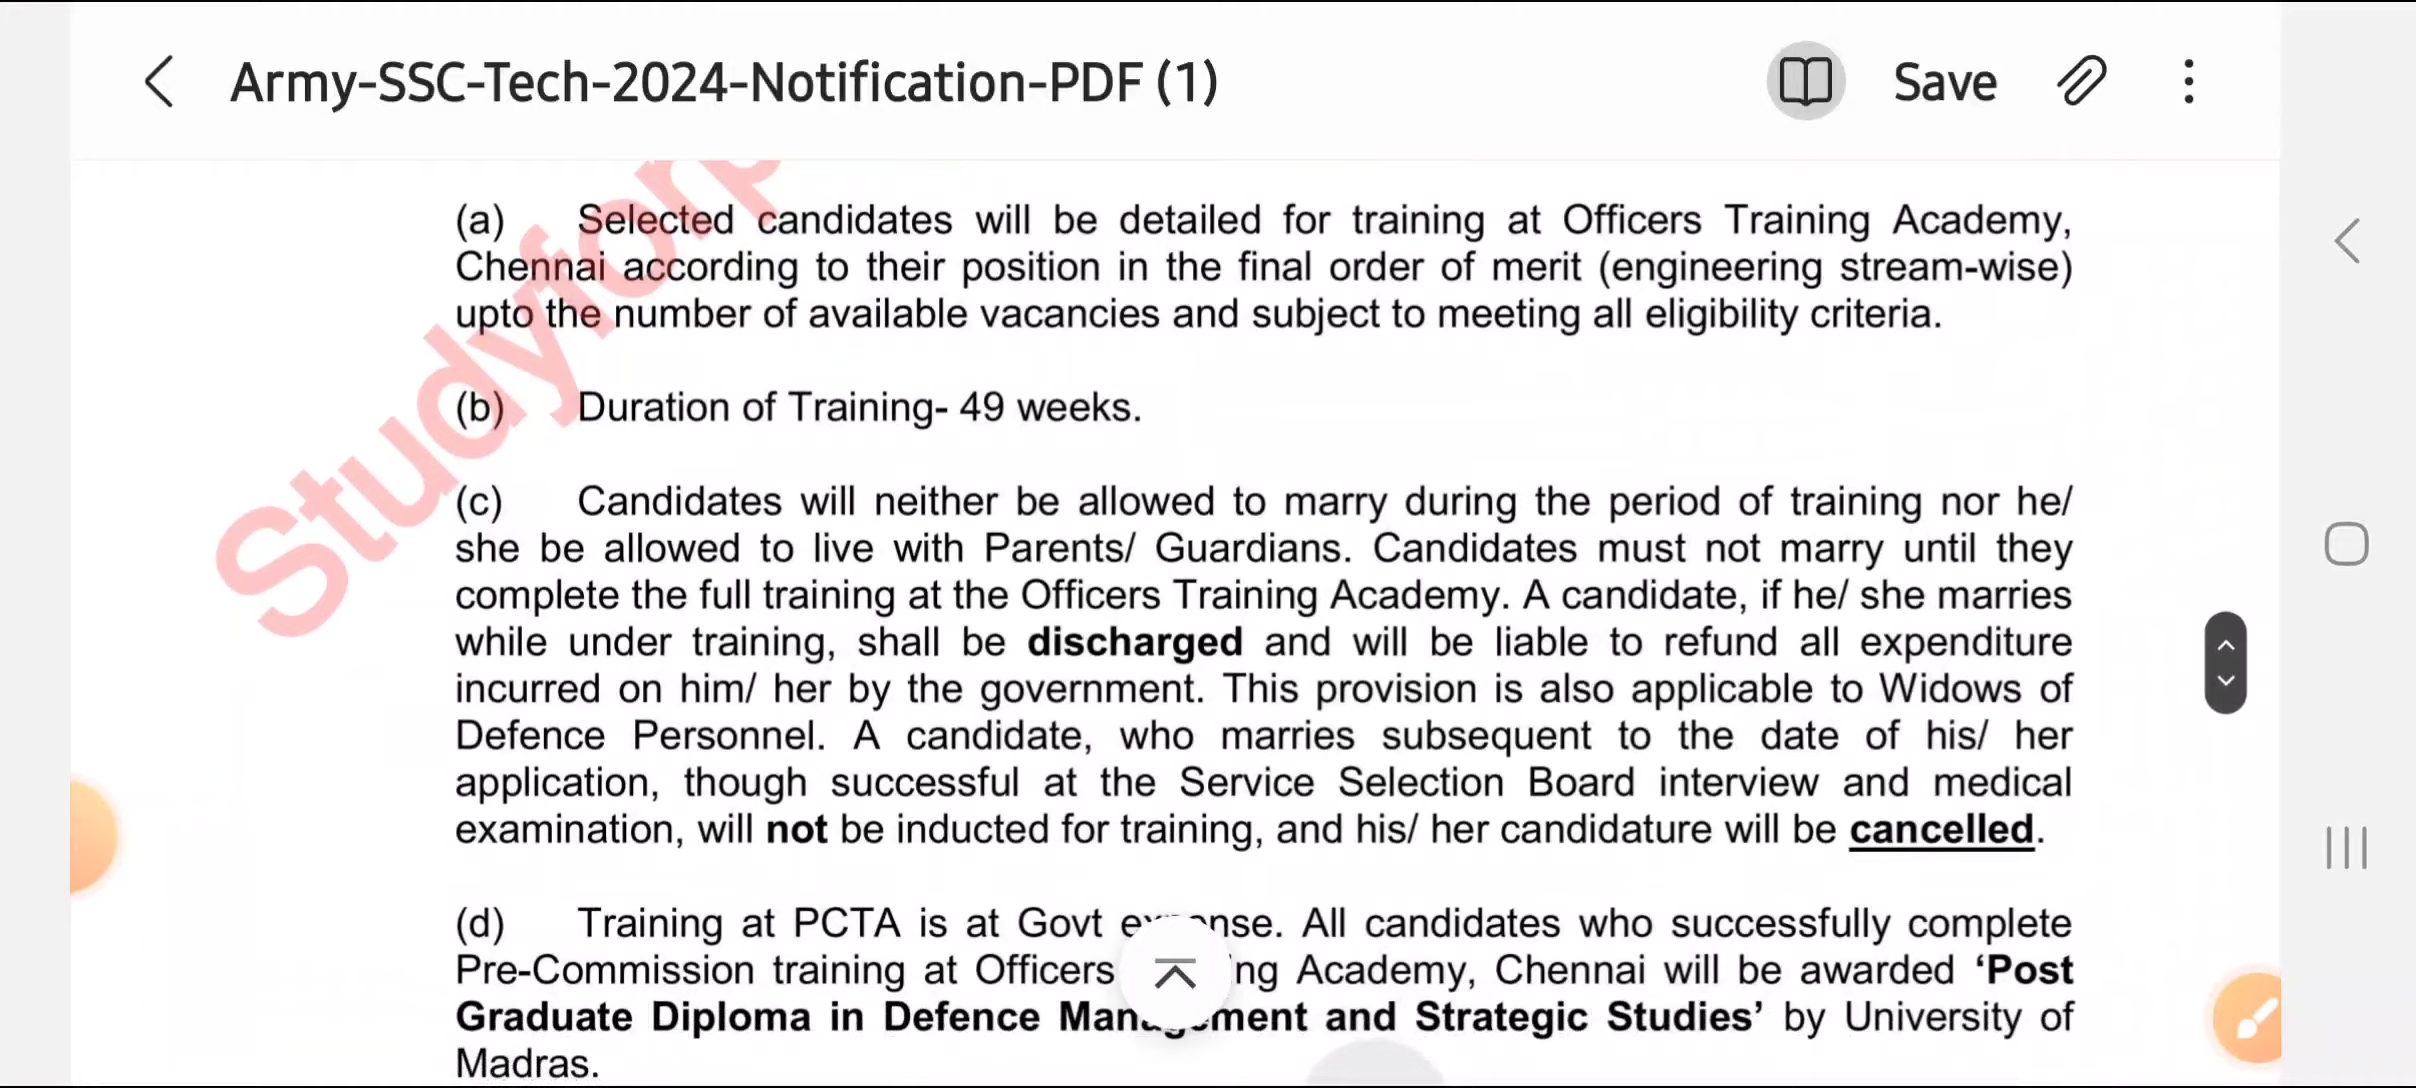 Army-SSC-Tech-2024-Notification-PDF (1)
Save
Studyforp
(a) Selected candidates will be detailed for training at Officers Training Academy,
Chennai according to their position in the final order of merit (engineering stream-wise)
upto the number of available vacancies and subject to meeting all eligibility criteria.
(b) Duration of Training- 49 weeks.
(c) Candidates will neither be allowed to marry during the period of training nor he/
she be allowed to live with Parents/ Guardians. Candidates must not marry until they
complete the full training at the Officers Training Academy. A candidate, if he/ she marries
while under training, shall be discharged and will be liable to refund all expenditure
incurred on him/ her by the government. This provision is also applicable to Widows of
Defence Personnel. A candidate, who marries subsequent to the date of his/ her
application, though successful at the Service Selection Board interview and medical
examination, will not be inducted for training, and his/ her candidature will be cancelled.
(d) Training at PCTA is at Govt expense. All candidates who successfully complete
Pre-Commission training at Officers Academy, Chennai will be awarded ‘Post
Graduate Diploma in Defence Management and Strategic Studies’ by University of
Madras.